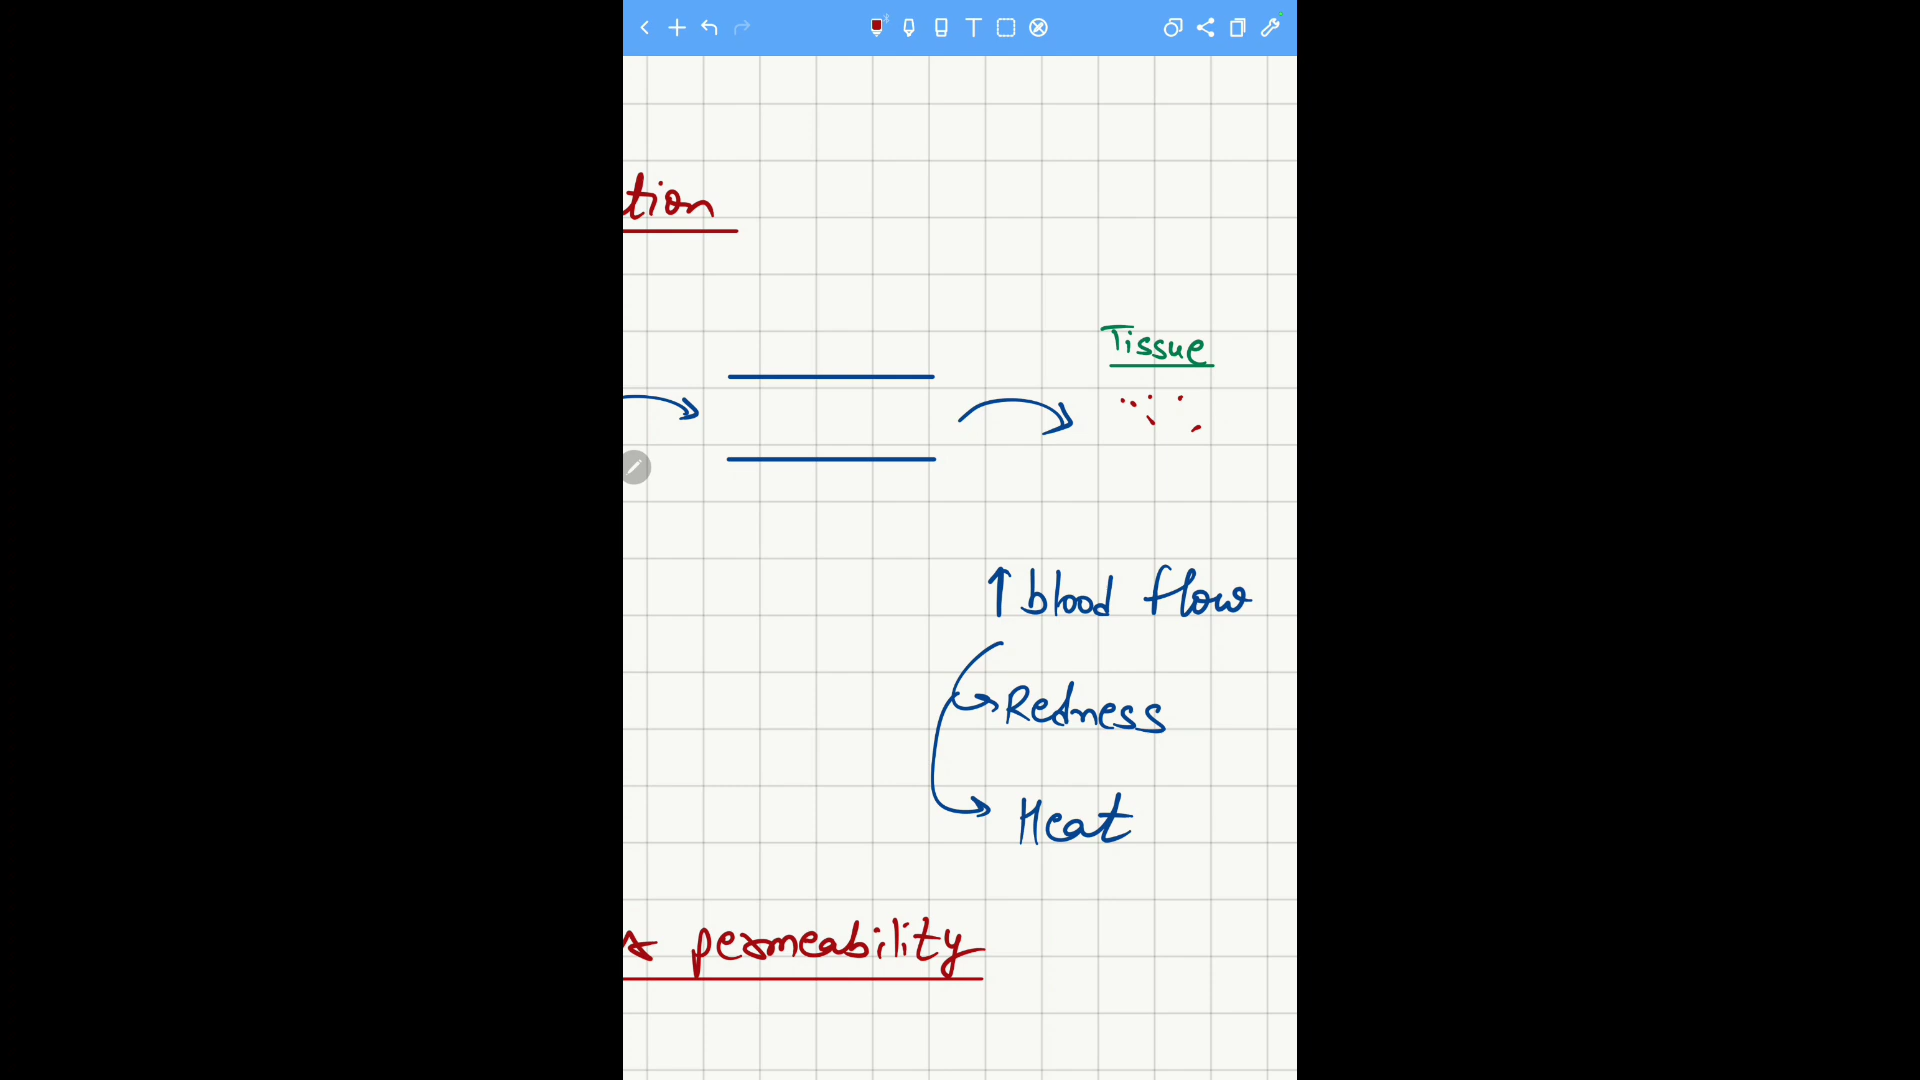 tion
Tissue
↑ blood flow
Redness
Heat
permeability